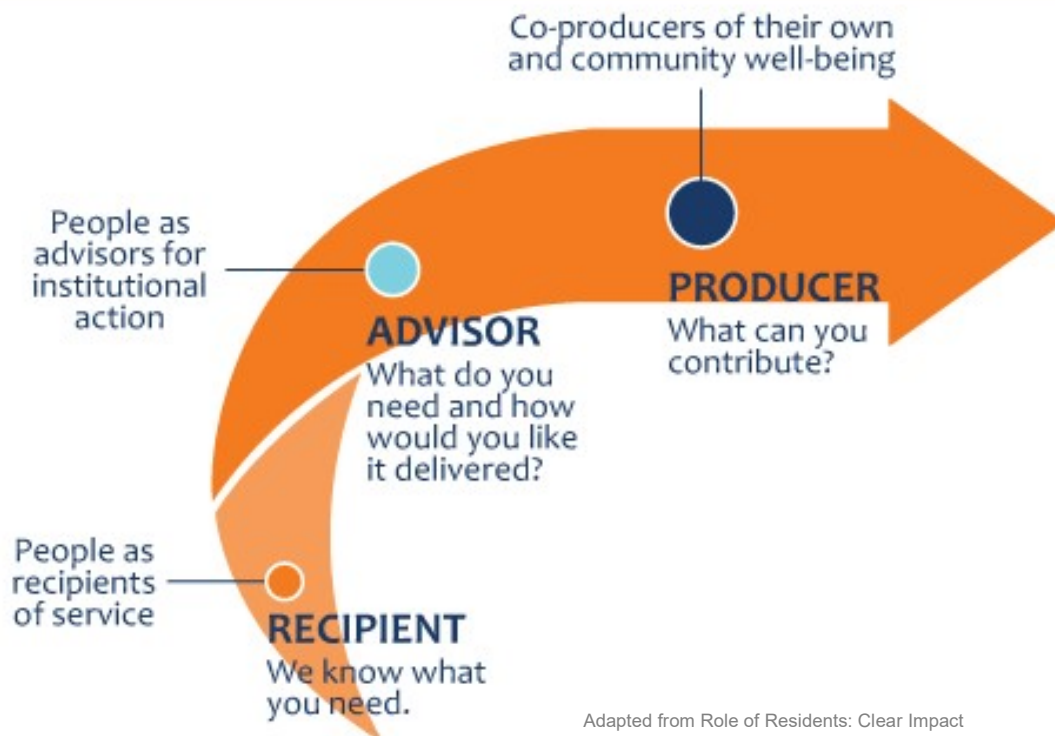 Co-producers of their own
and community well-being
People as
advisors for
institutional
action
PRODUCER
What can you
contribute?
ADVISOR
What do you
need and how
would you like
it delivered?
People as
recipients
of service
RECIPIENT
We know what
you need.
Adapted from Role of Residents: Clear Impact